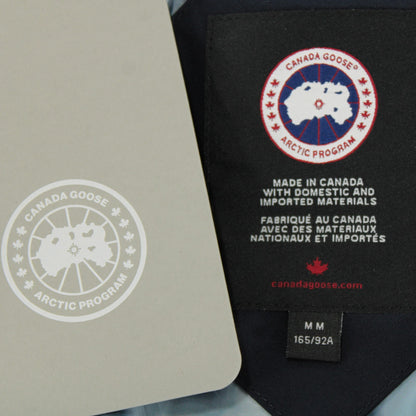 CANADA GOOSE
ARCTIC PROGRAM
CANADA GOOSE®
ARCTIC PROGRAM
MADE IN CANADA
WITH DOMESTIC AND
IMPORTED MATERIALS
FABRIQUÉ AU CANADA
AVEC DES MATERIAUX
NATIONAUX ET IMPORTÉS
canadagoose.com
M M
165/92A